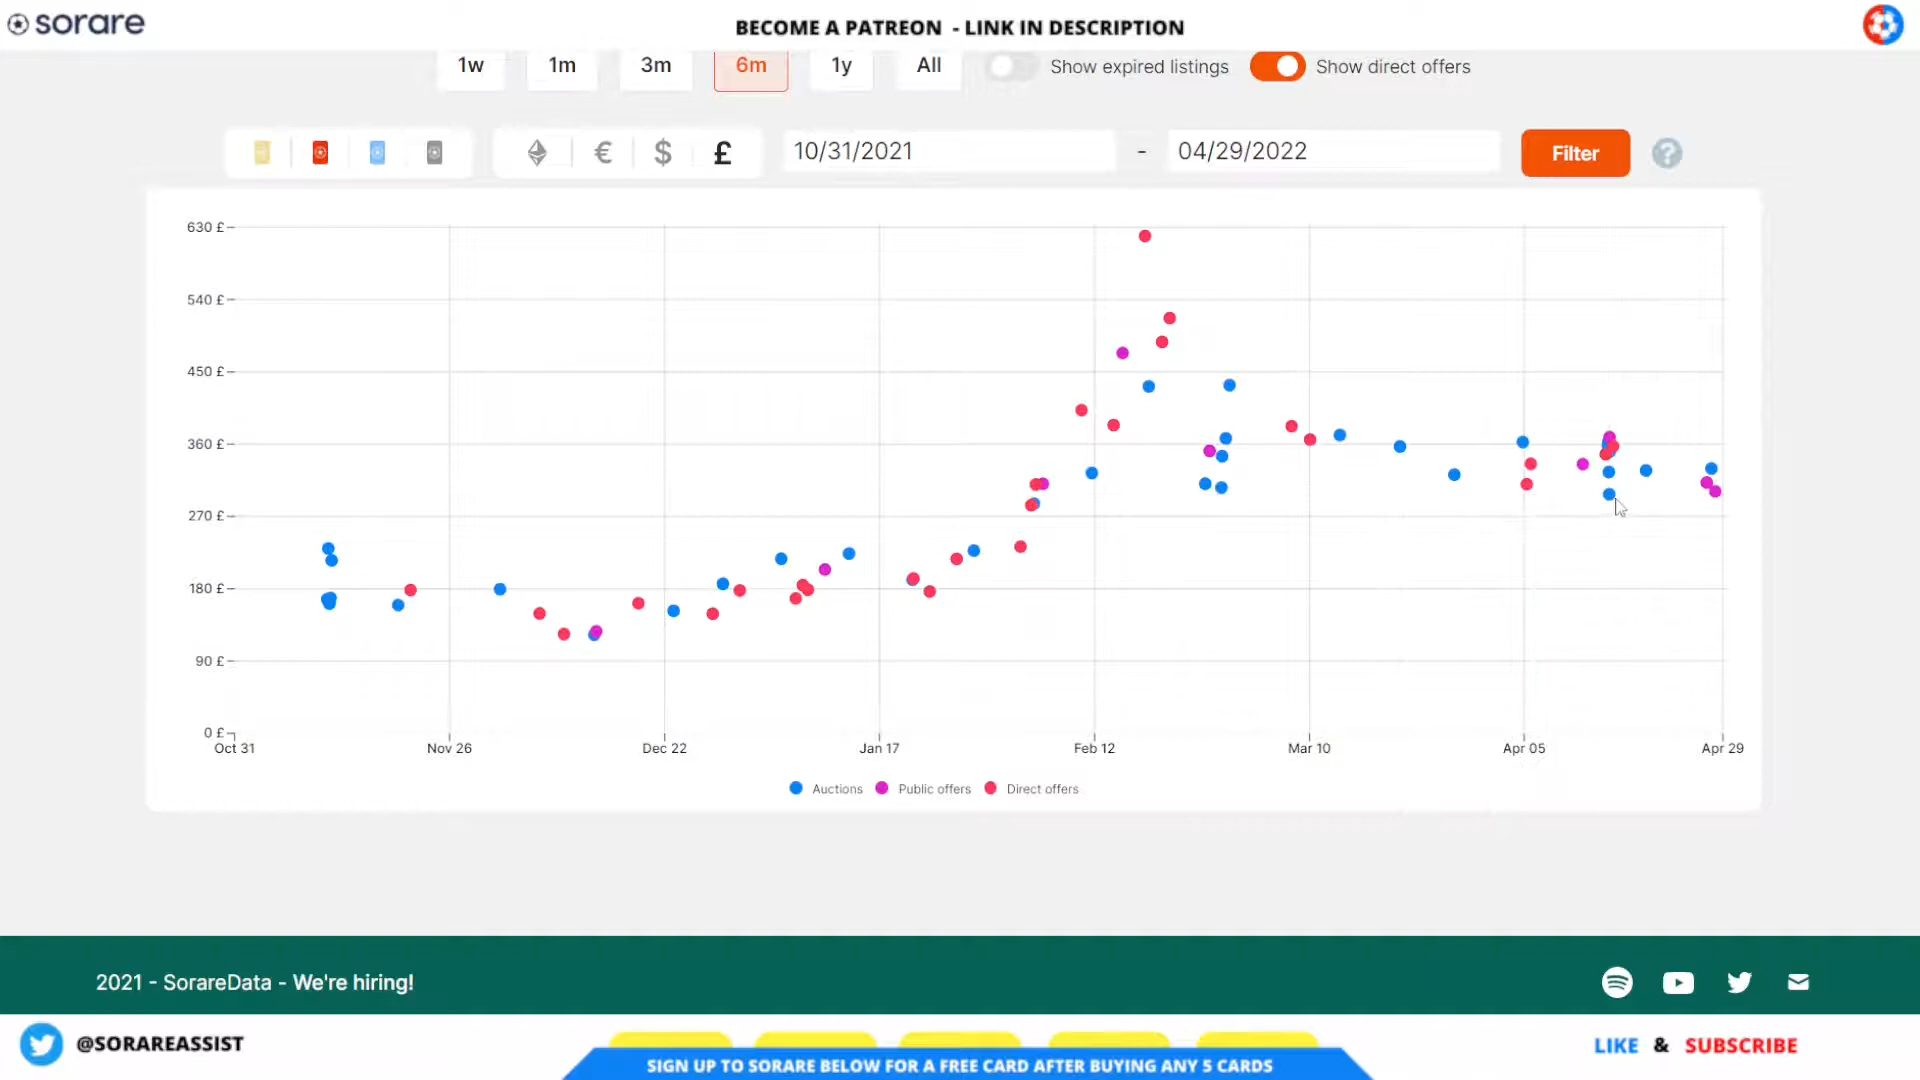 sorare
BECOME A PATREON - LINK IN DESCRIPTION
1w 1m 3m 6m 1y All Show expired listings Show direct offers
€ $ £ 10/31/2021 - 04/29/2022 Filter ?
630 £
540 £
450 £
360 £
270 £
180 £
90 £
0 £
Oct 31 Nov 26 Dec 22 Jan 17 Feb 12 Mar 10 Apr 05 Apr 29
Auctions Public offers Direct offers
2021 - SorareData - We're hiring!
@SORAREASSIST
LIKE & SUBSCRIBE
SIGN UP TO SORARE BELOW FOR A FREE CARD AFTER BUYING ANY 5 CARDS